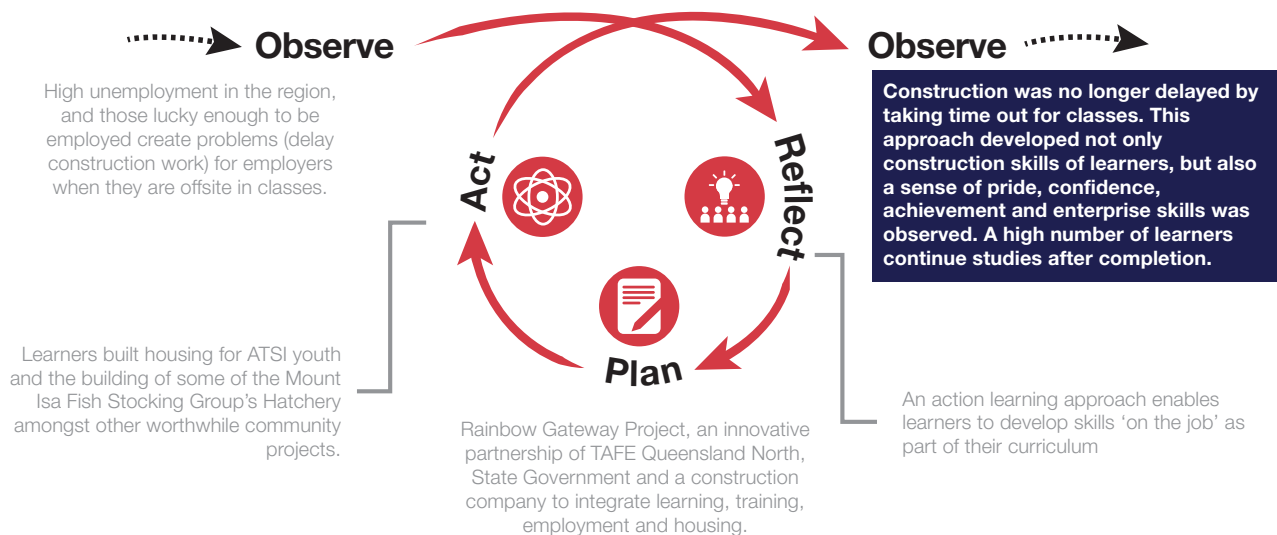 Observe
High unemployment in the region,
and those lucky enough to be
employed create problems (delay
construction work) for employers
when they are offsite in classes.
Observe
Construction was no longer delayed by
taking time out for classes. This
approach developed not only
construction skills of learners, but also
a sense of pride, confidence,
achievement and enterprise skills was
observed. A high number of learners
continue studies after completion.
Act
Reflect
Plan
Learners built housing for ATSI youth
and the building of some of the Mount
Isa Fish Stocking Group’s Hatchery
amongst other worthwhile community
projects.
Rainbow Gateway Project, an innovative
partnership of TAFE Queensland North,
State Government and a construction
company to integrate learning, training,
employment and housing.
An action learning approach enables
learners to develop skills ‘on the job’ as
part of their curriculum